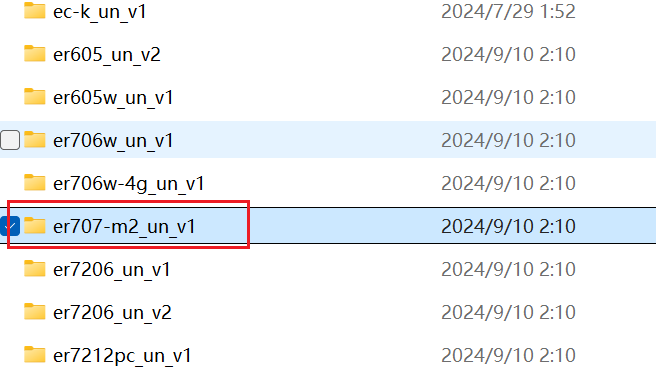 ec-k_un_v1 2024/7/29 1:52
er605_un_v2 2024/9/10 2:10
er605w_un_v1 2024/9/10 2:10
er706w_un_v1 2024/9/10 2:10
er706w-4g_un_v1 2024/9/10 2:10
er707-m2_un_v1 2024/9/10 2:10
er7206_un_v1 2024/9/10 2:10
er7206_un_v2 2024/9/10 2:10
er7212pc_un_v1 2024/9/10 2:10